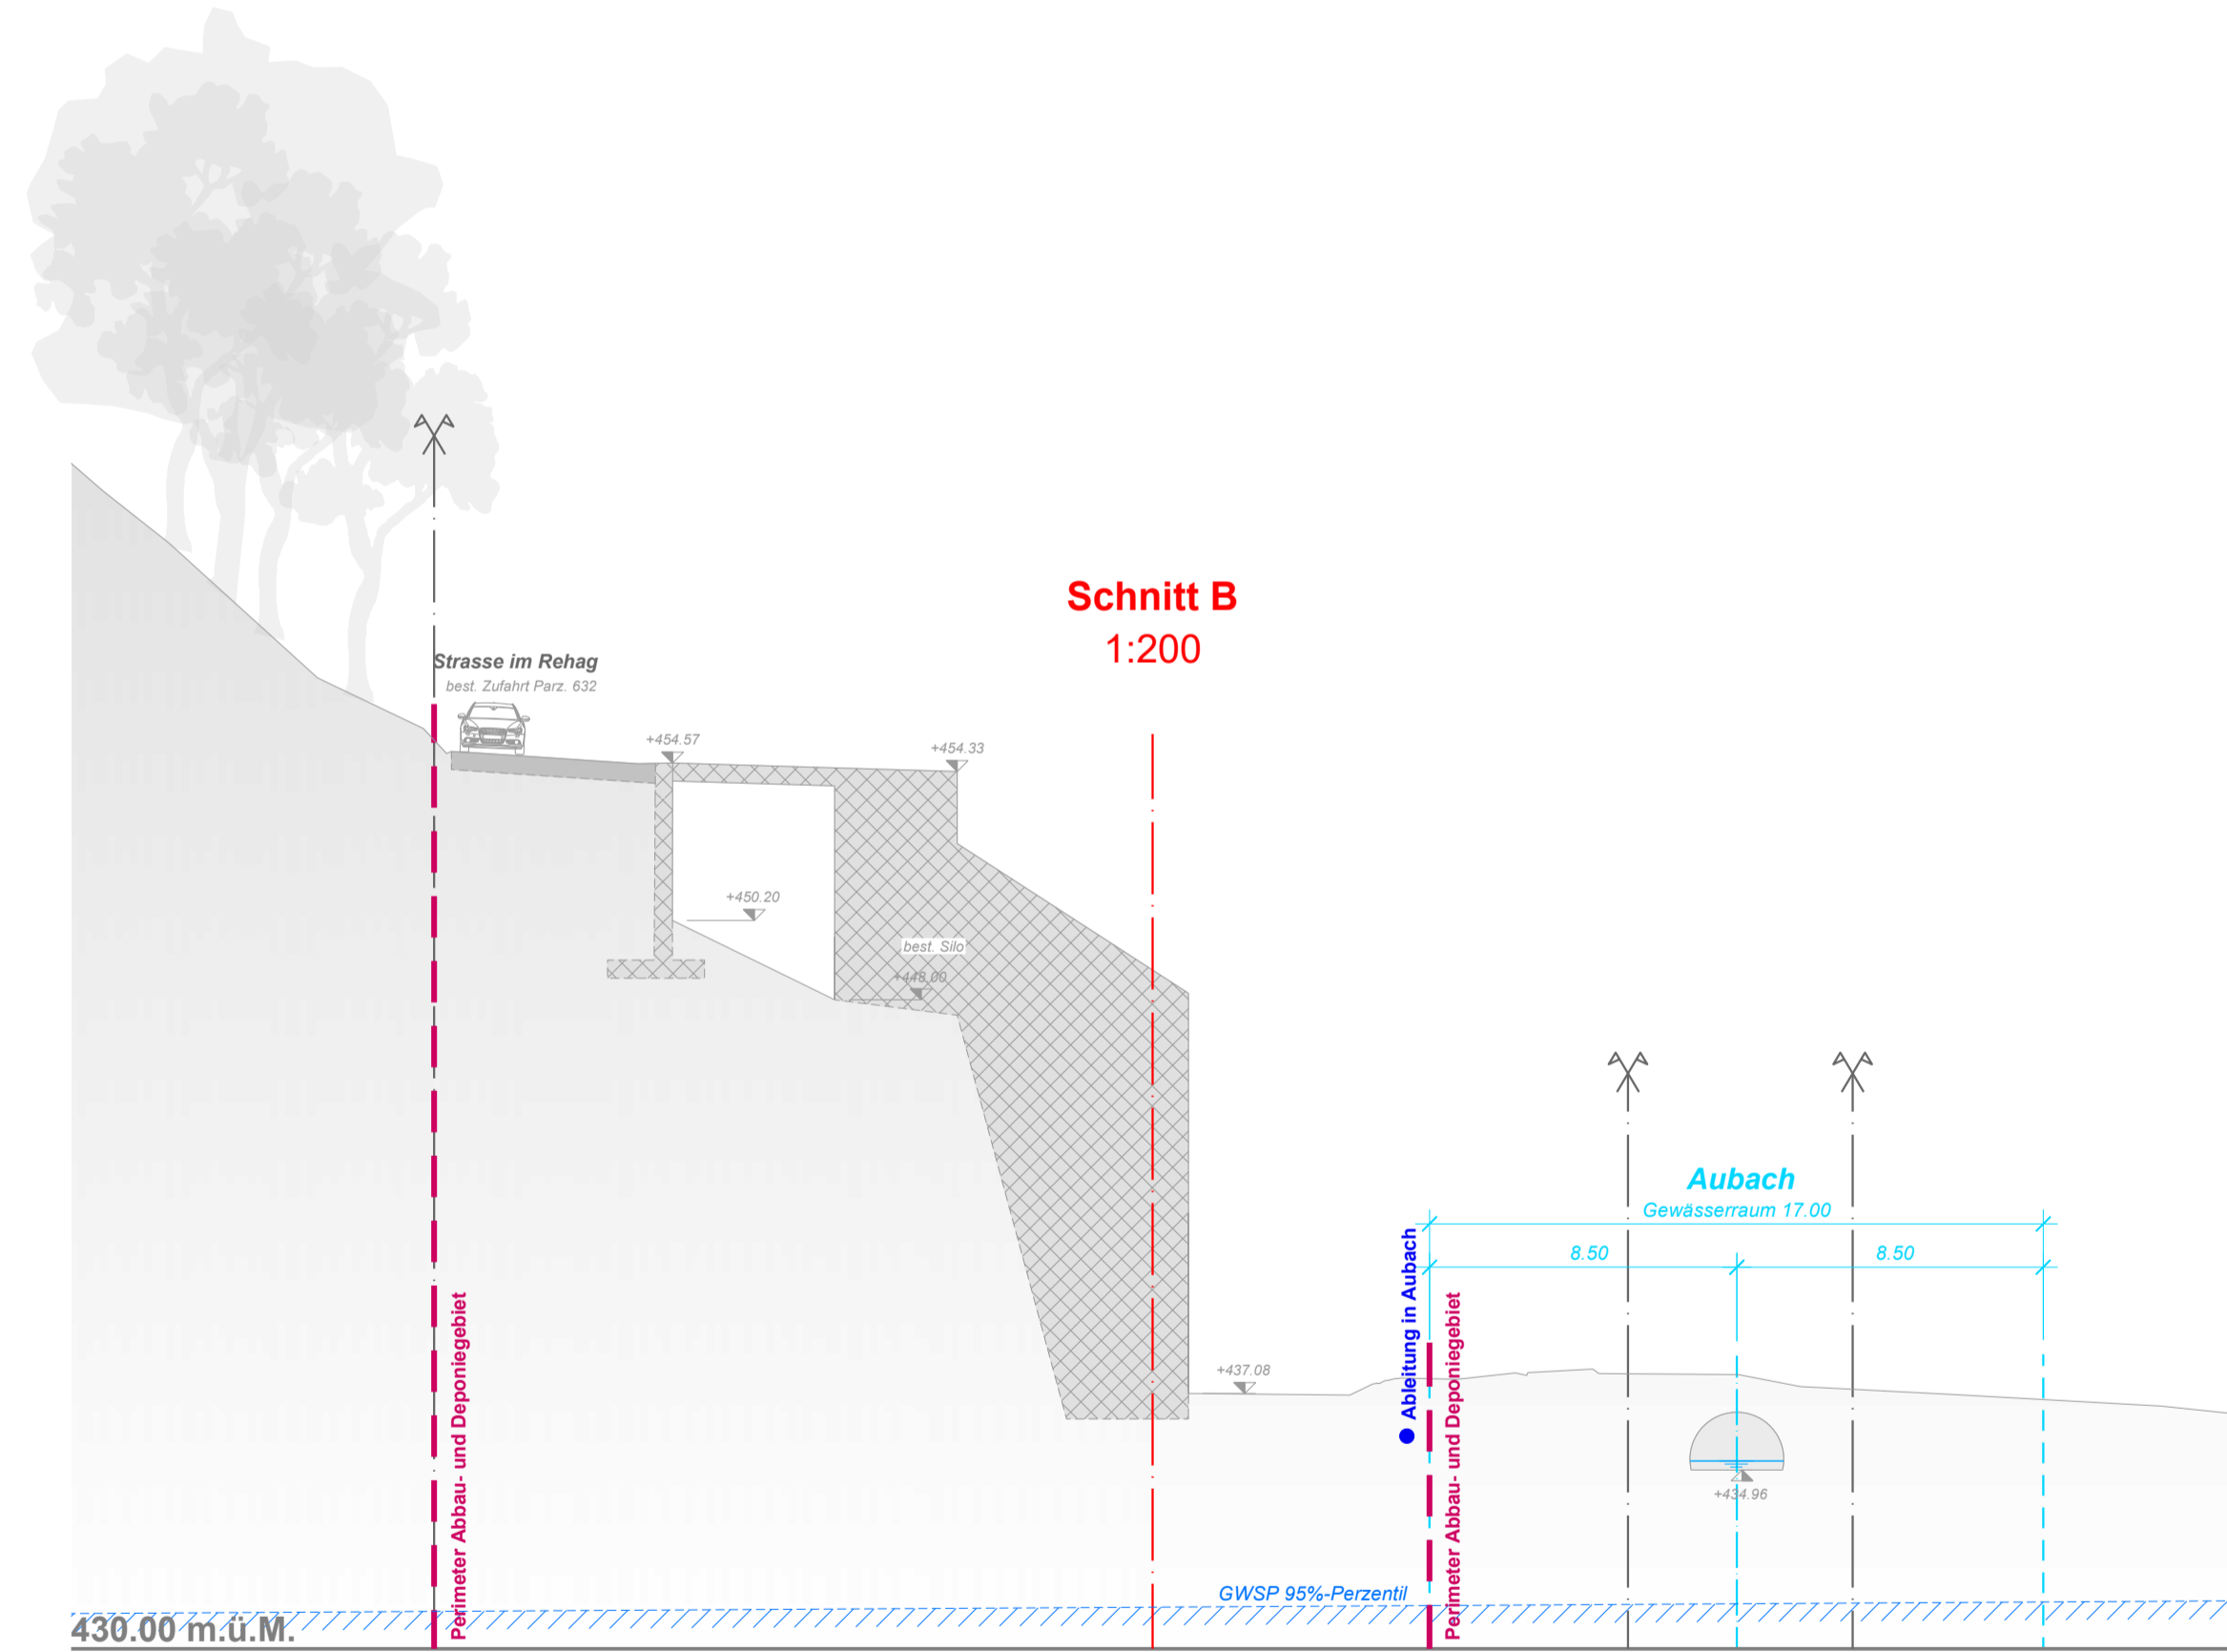 Schnitt B
1:200
Strasse im Rehag
best. Zufahrt Parz. 632
+454.57
+454.33
+450.20
best. Silo
+448.00
Aubach
Gewässerraum 17.00
8.50
8.50
Ableitung in Aubach
Perimeter Abbau- und Deponiegebiet
Perimeter Abbau- und Deponiegebiet
+437.08
+434.96
GWSP 95%-Perzentil
430.00 m.ü.M.